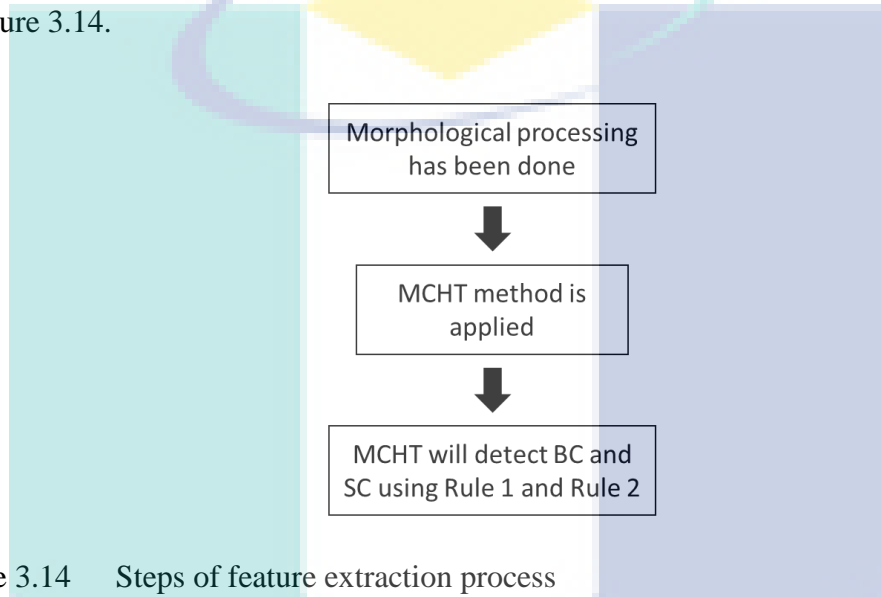 ure 3.14.
Morphological processing
has been done
MCHT method is
applied
MCHT will detect BC and
SC using Rule 1 and Rule 2
e 3.14 Steps of feature extraction process